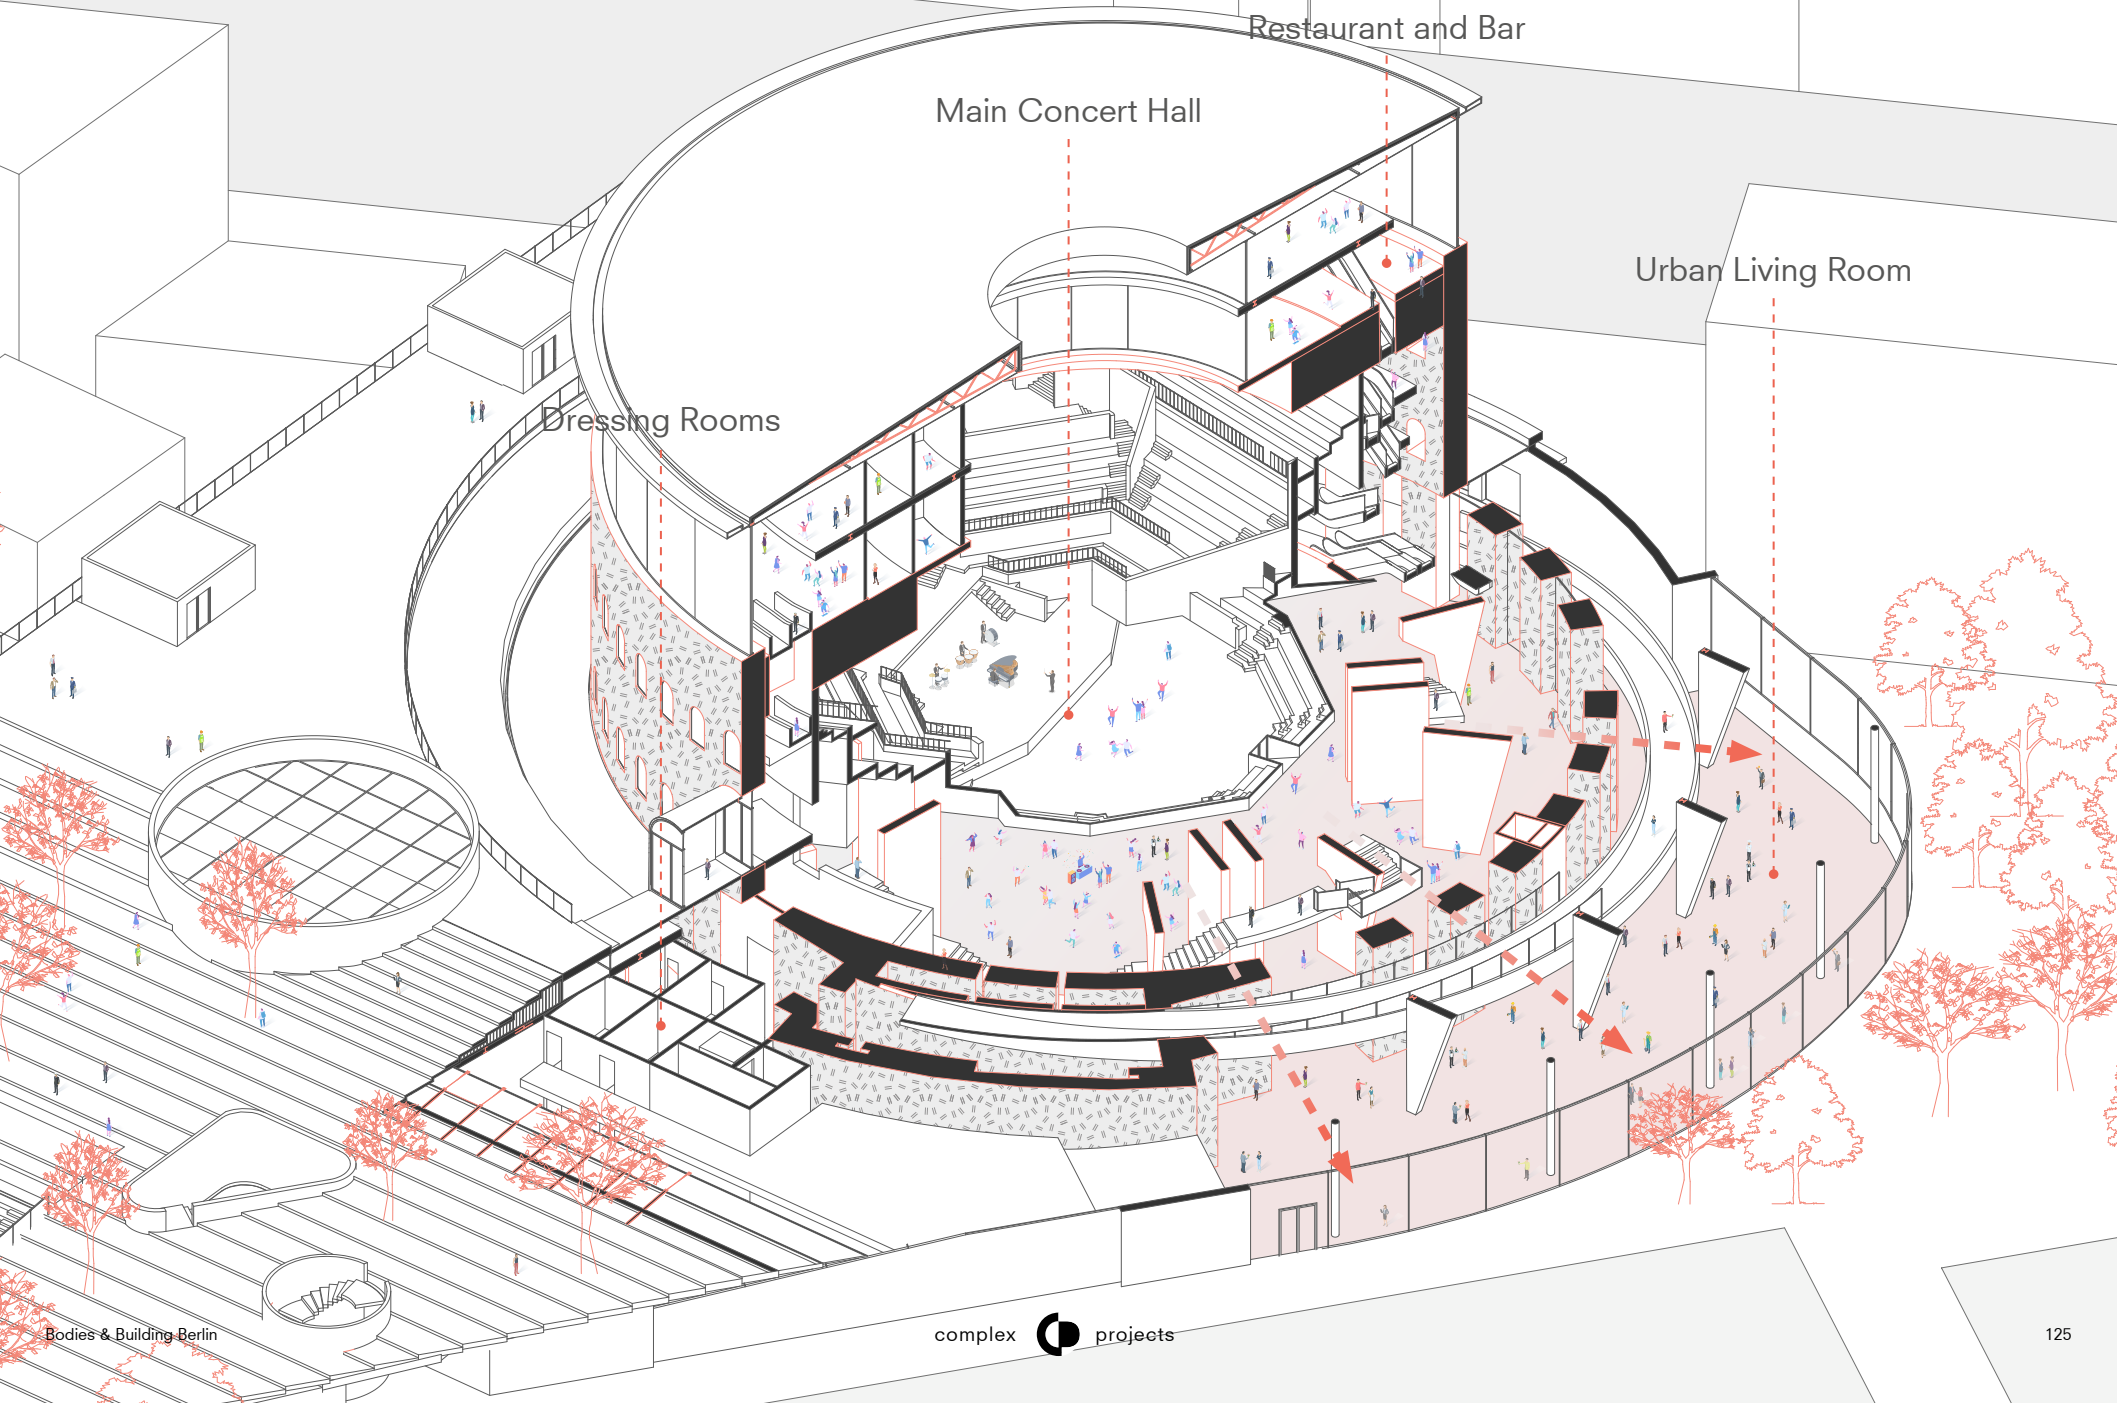 Restaurant and Bar
Main Concert Hall
Urban Living Room
Dressing Rooms
Bodies & Building Berlin
complex projects
125